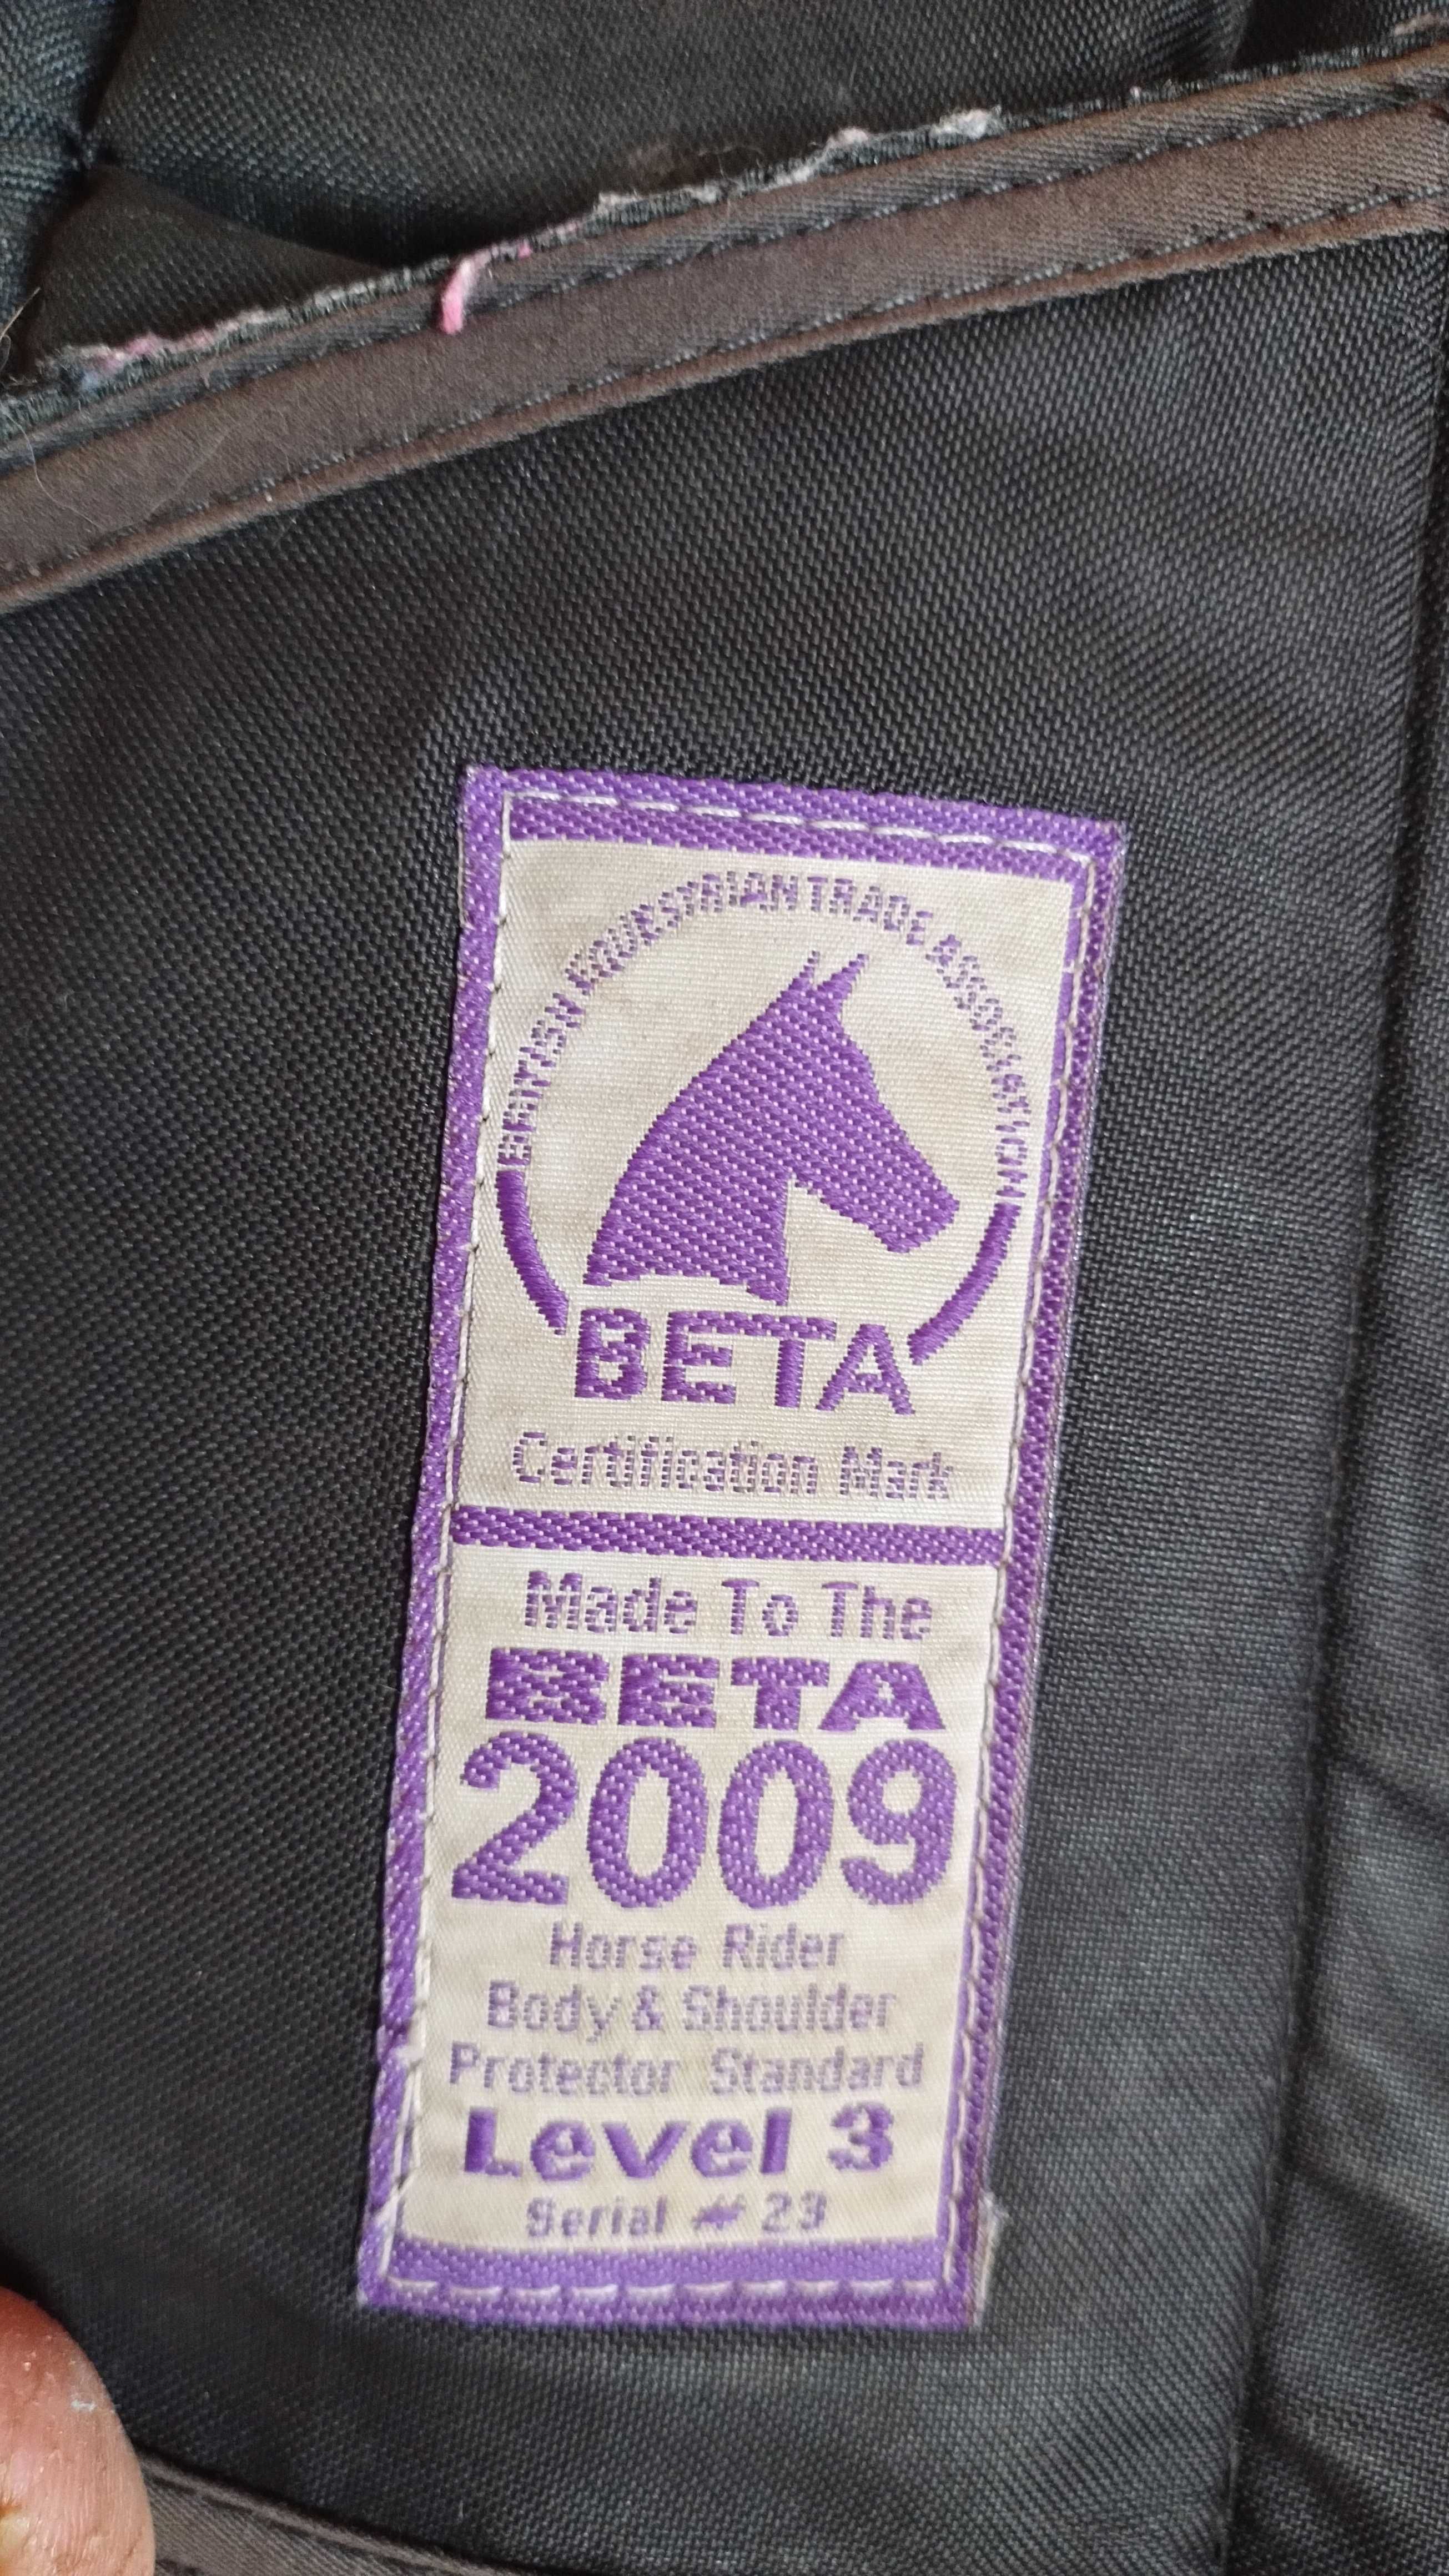 BRITISH EQUESTRIAN TRADE ASSOCIATION
BETA
Certification Mark
Made To The
BETA
2009
Horse Rider
Body & Shoulder
Protector Standard
Level 3
Serial # 23